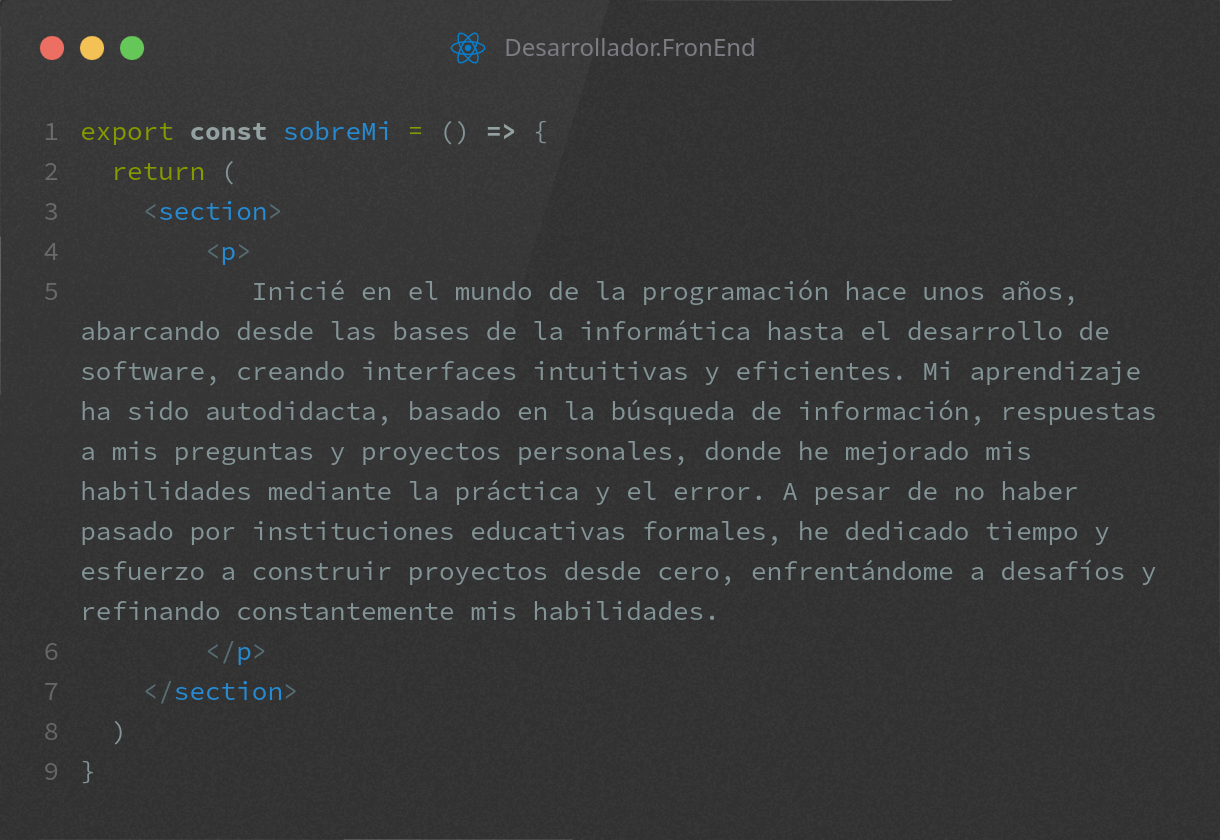 Desarrollador.FronEnd
1 export const sobreMi = () => {
2 return (
3 <section>
4 <p>
5 Inicié en el mundo de la programación hace unos años,
abarcando desde las bases de la informática hasta el desarrollo de
software, creando interfaces intuitivas y eficientes. Mi aprendizaje
ha sido autodidacta, basado en la búsqueda de información, respuestas
a mis preguntas y proyectos personales, donde he mejorado mis
habilidades mediante la práctica y el error. A pesar de no haber
pasado por instituciones educativas formales, he dedicado tiempo y
esfuerzo a construir proyectos desde cero, enfrentándome a desafíos y
refinando constantemente mis habilidades.
6 </p>
7 </section>
8 )
9 }